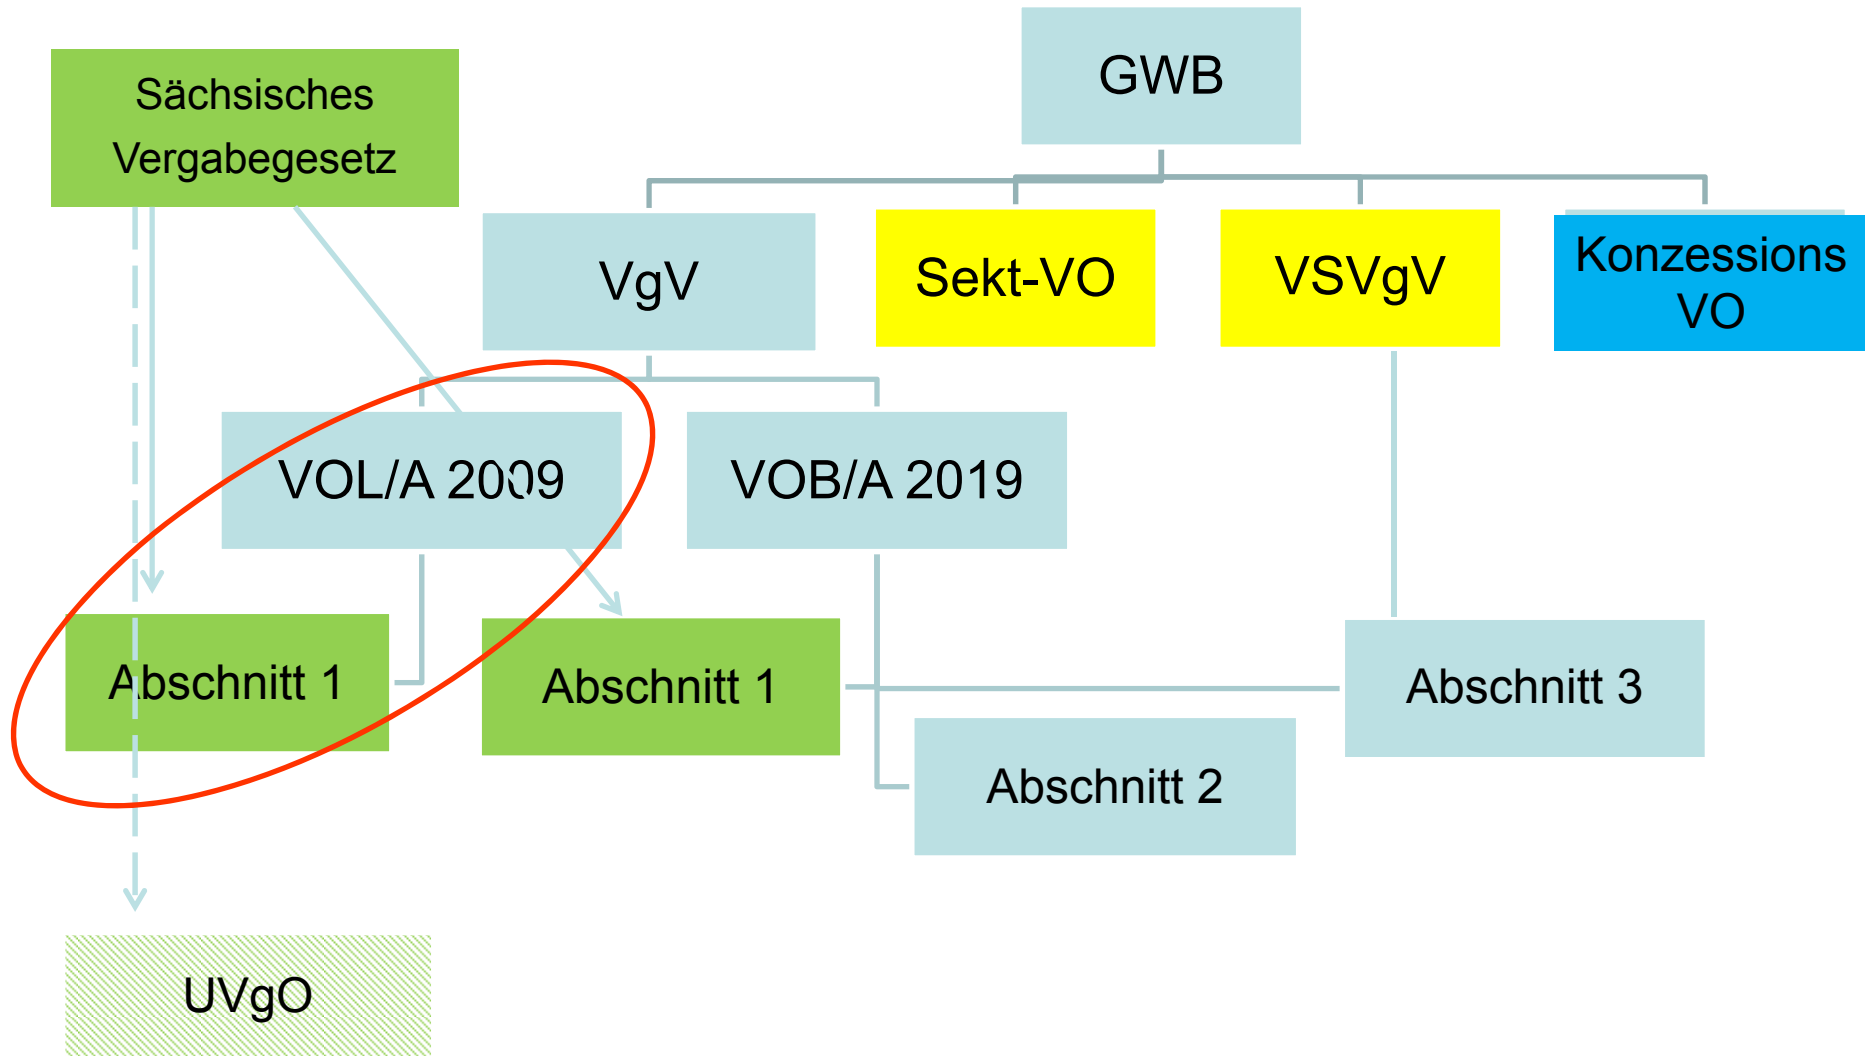 Sächsisches
Vergabegesetz
GWB
VgV
Sekt-VO
VSVgV
Konzessions
VO
VOL/A 2009
VOB/A 2019
Abschnitt 1
Abschnitt 1
Abschnitt 3
Abschnitt 2
UVgO